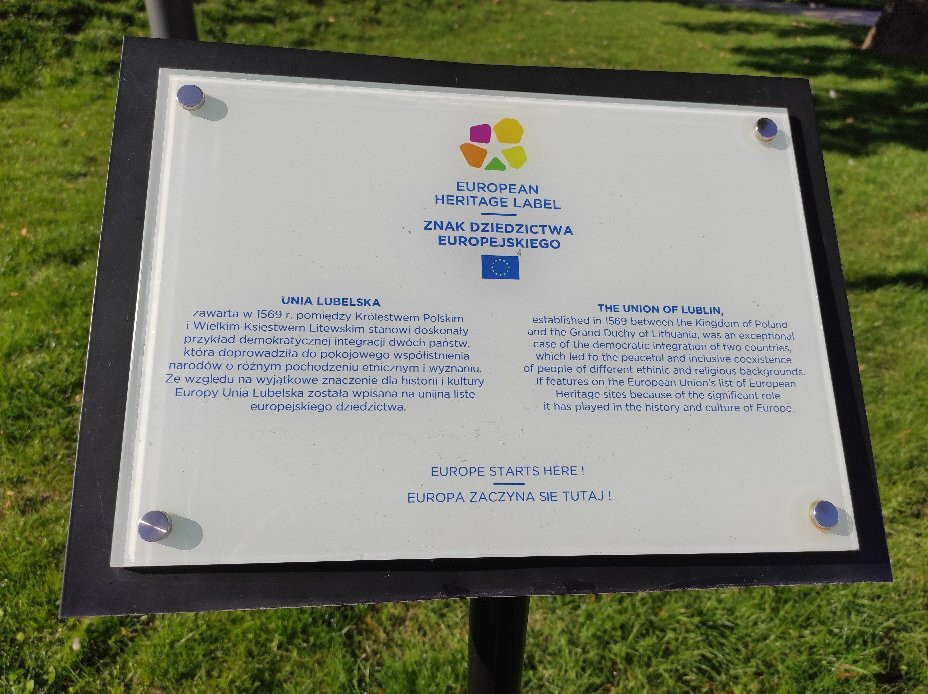 EUROPEAN
HERITAGE LABEL
ZNAK DZIEDZICTWA
EUROPEJSKIEGO
UNIA LUBELSKA
zawarta w 1569 r. pomiędzy Królestwem Polskim
i Wielkim Księstwem Litewskim stanowi doskonały
przykład demokratycznej integracji dwóch państw,
która doprowadziła do pokojowego współistnienia
narodów o różnym pochodzeniu etnicznym i wyznaniu.
Ze względu na wyjątkowe znaczenie dla historii i kultury
Europy Unia Lubelska została wpisana na unijną listę
europejskiego dziedzictwa.
THE UNION OF LUBLIN,
established in 1569 between the Kingdom of Poland
and the Grand Duchy of Lithuania, was an exceptional
case of the democratic integration of two countries,
which led to the peaceful and inclusive coexistence
of people of different ethinic and religious backgrounds.
If features on the European Union's list of European
Heritage sites because of the significant role
it has played in the history and culture of Europe.
EUROPE STARTS HERE !
EUROPA ZACZYNA SIĘ TUTAJ !